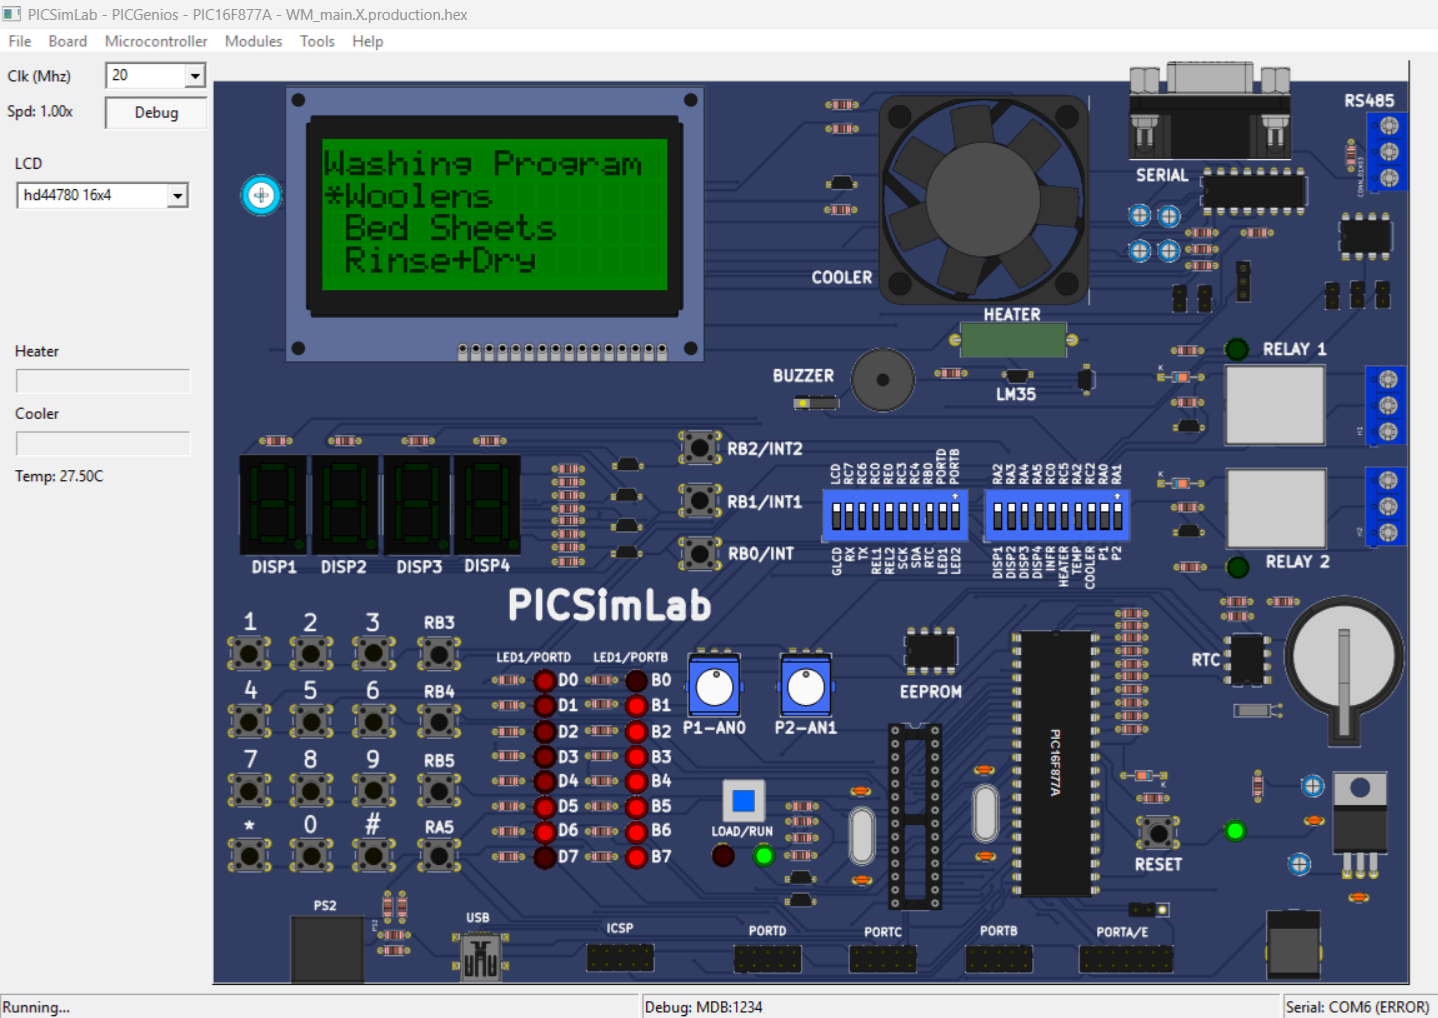 PICSimLab - PICGenios - PIC16F877A - WM_main.X.production.hex
File Board Microcontroller Modules Tools Help
Clk (Mhz) 20
Spd: 1.00x Debug
LCD
hd44780 16x4
Heater
Cooler
Temp: 27.50C
Washing Program
*Woolens
Bed Sheets
Rinse+Dry
COOLER
HEATER
BUZZER
LM35
SERIAL
RS485
CONN_01X03
RELAY 1
RELAY 2
K
K
H1
H2
RB2/INT2
RB1/INT1
RB0/INT
LCD RC7 RC6 RC0 RE0 RC3 RC4 RB0 PORTD PORTB
GLCD RX TX REL1 REL2 SCK SDA RTC LED1 LED2
RA2 RA3 RA4 RA5 RC0 RC5 RA2 RC2 RA0 RA1
DISP1 DISP2 DISP3 DISP4 INFR HEATER TEMP COOLER P1 P2
DISP1 DISP2 DISP3 DISP4
PICSimLab
1 2 3 RB3
4 5 6 RB4
7 8 9 RB5
* 0 # RA5
LED1/PORTD LED1/PORTB
D0 B0
D1 B1
D2 B2
D3 B3
D4 B4
D5 B5
D6 B6
D7 B7
P1-AN0 P2-AN1
EEPROM
PIC16F877A
RTC
LOAD/RUN
K
RESET
PS2
PS2
USB
ICSP
PORTD
PORTC
PORTB
PORTA/E
Running...
Debug: MDB:1234
Serial: COM6 (ERROR)